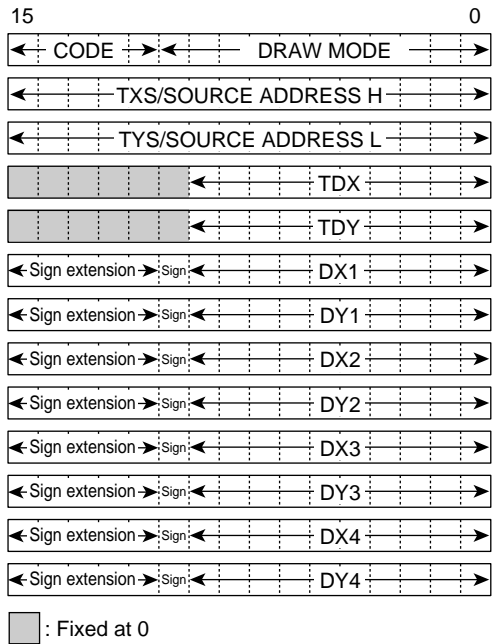 15 0
CODE DRAW MODE
TXS/SOURCE ADDRESS H
TYS/SOURCE ADDRESS L
TDX
TDY
Sign extension Sign DX1
Sign extension Sign DY1
Sign extension Sign DX2
Sign extension Sign DY2
Sign extension Sign DX3
Sign extension Sign DY3
Sign extension Sign DX4
Sign extension Sign DY4
: Fixed at 0